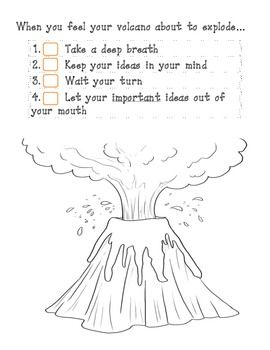 When you feel your volcano about to explode...
1. Take a deep breath
2. Keep your ideas in your mind
3. Wait your turn
4. Let your important ideas out of
your mouth